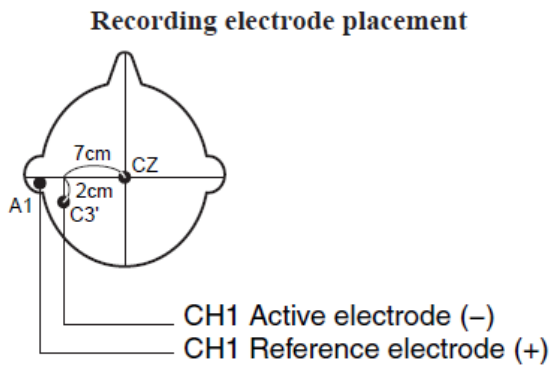 Recording electrode placement
7cm
CZ
2cm
A1
C3'
CH1 Active electrode (−)
CH1 Reference electrode (+)